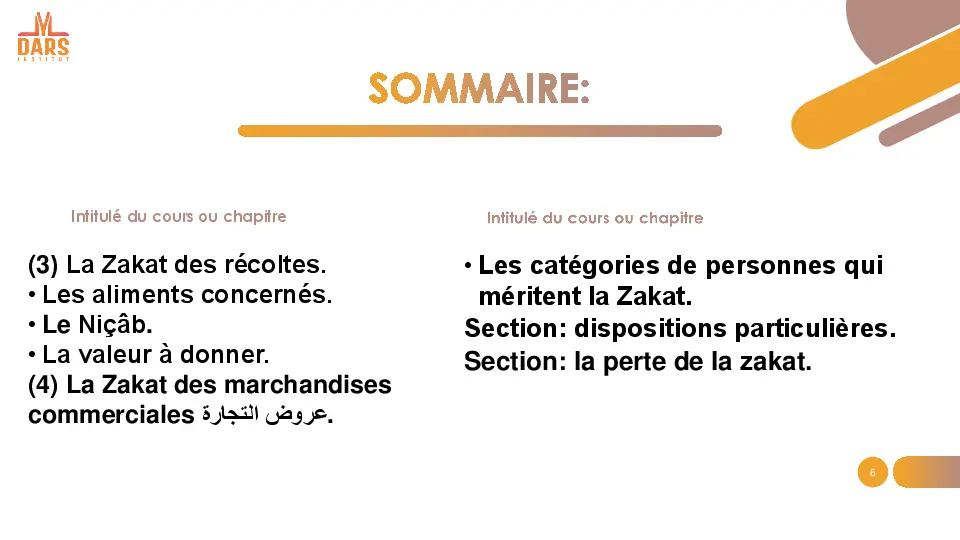 DARS
INSTITUT
SOMMAIRE:
Intitulé du cours ou chapitre
(3) La Zakat des récoltes.
• Les aliments concernés.
• Le Niçâb.
• La valeur à donner.
(4) La Zakat des marchandises
commerciales عروض التجارة.
Intitulé du cours ou chapitre
• Les catégories de personnes qui
méritent la Zakat.
Section: dispositions particulières.
Section: la perte de la zakat.
6